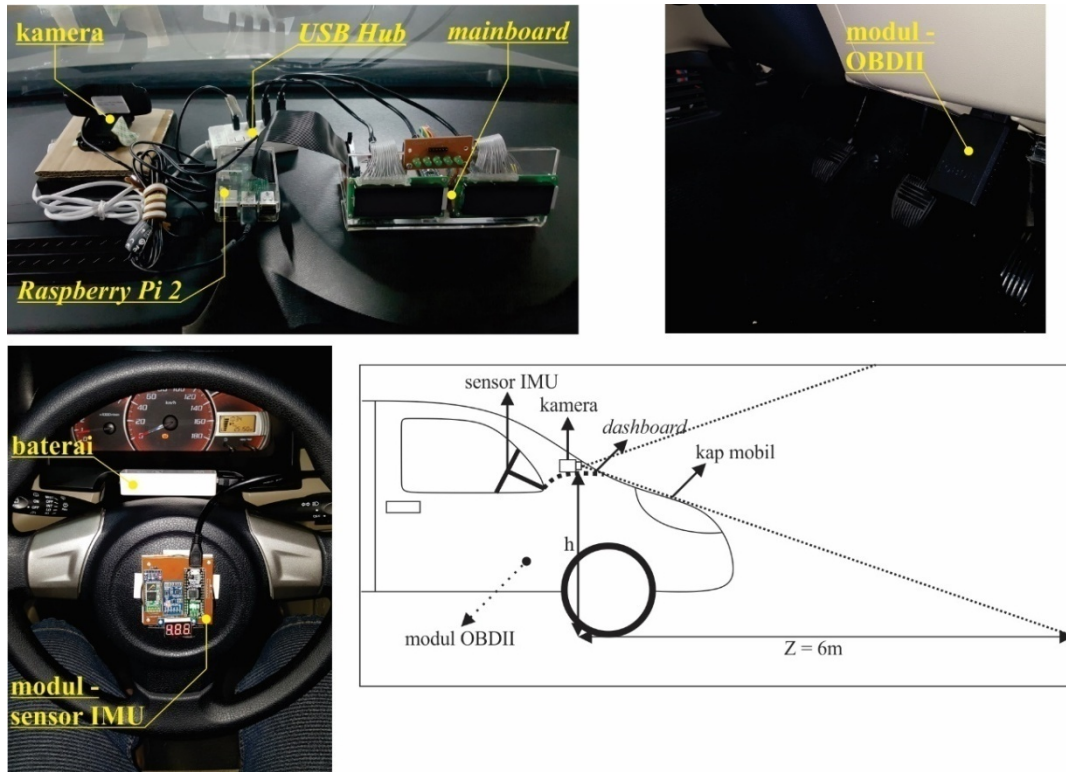 kamera
USB Hub
mainboard
Raspberry Pi 2
modul -
OBDII
baterai
modul -
sensor IMU
sensor IMU
kamera
dashboard
kap mobil
h
modul OBDII
Z = 6m